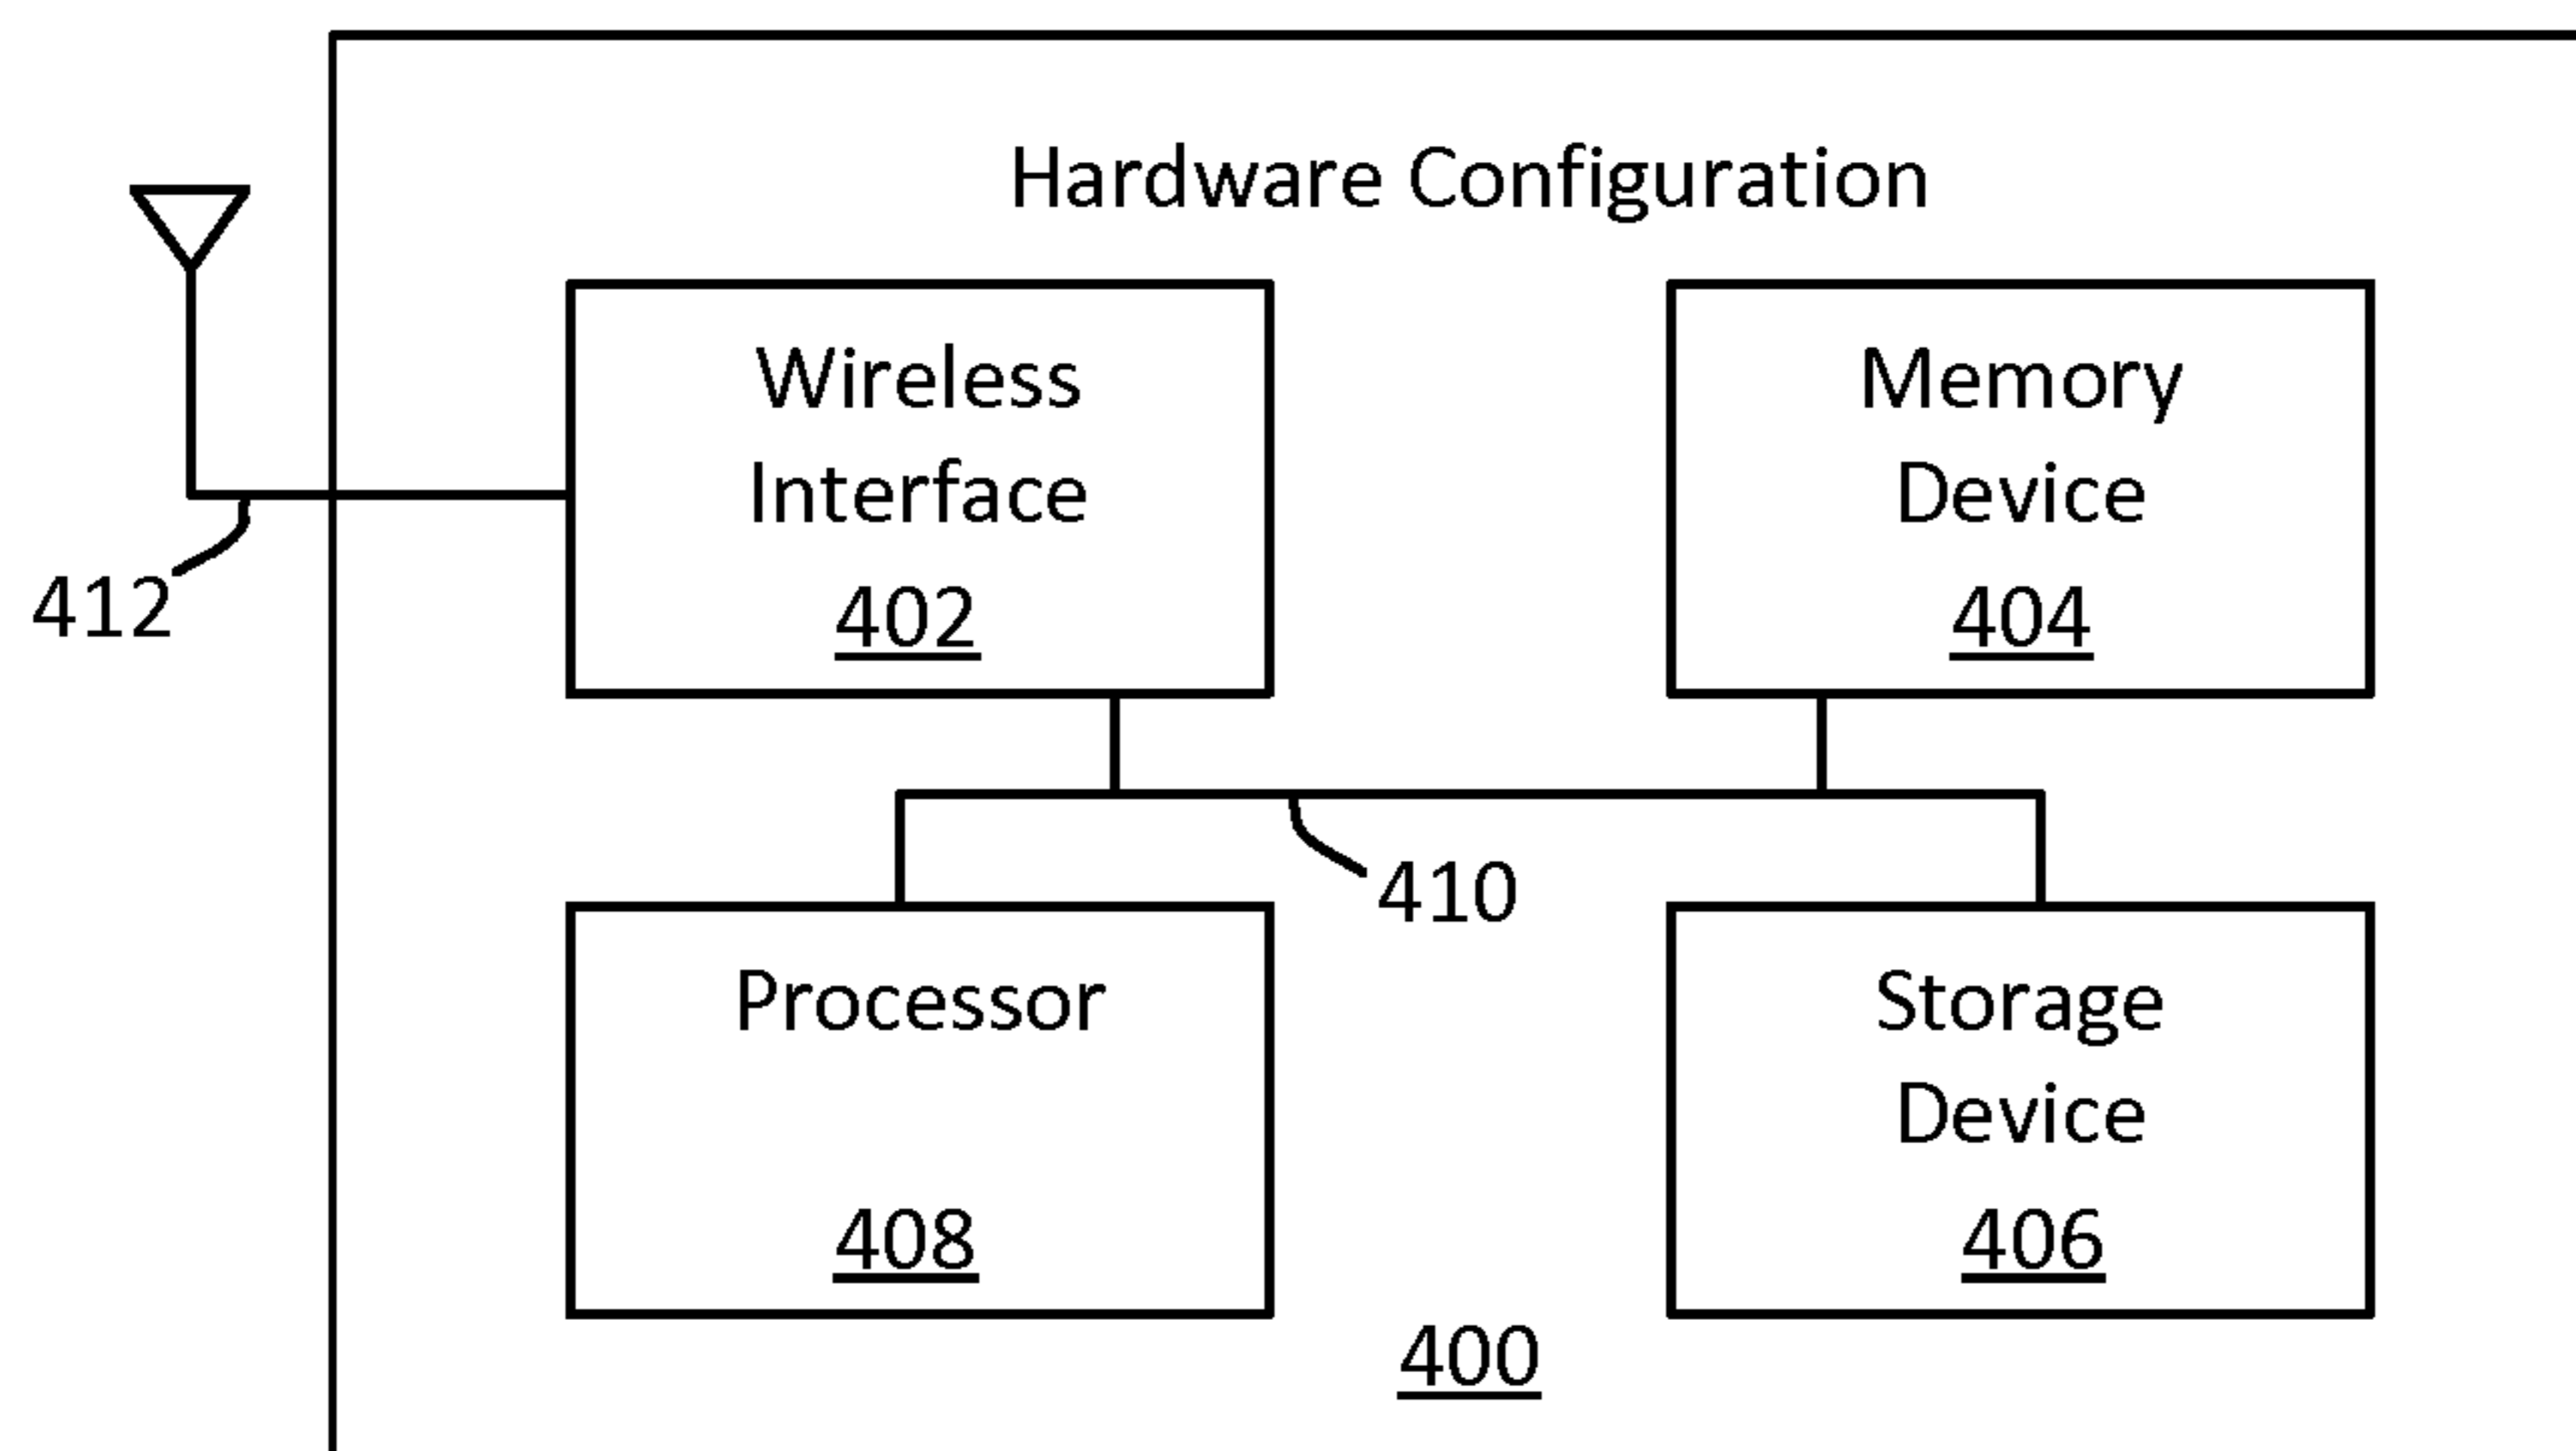 Hardware Configuration
Wireless
Interface
402
Memory
Device
404
412
410
Processor
408
Storage
Device
406
400